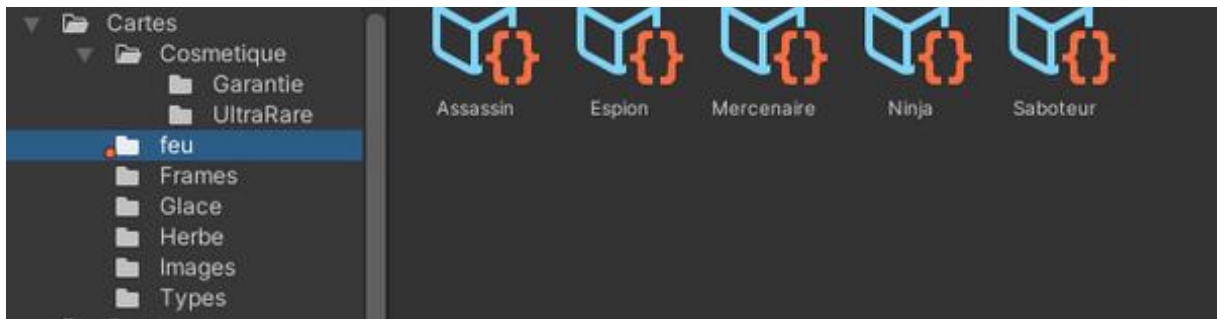 Cartes
Cosmetique
Garantie
UltraRare
feu
Frames
Glace
Herbe
Images
Types
Assassin
Espion
Mercenaire
Ninja
Saboteur